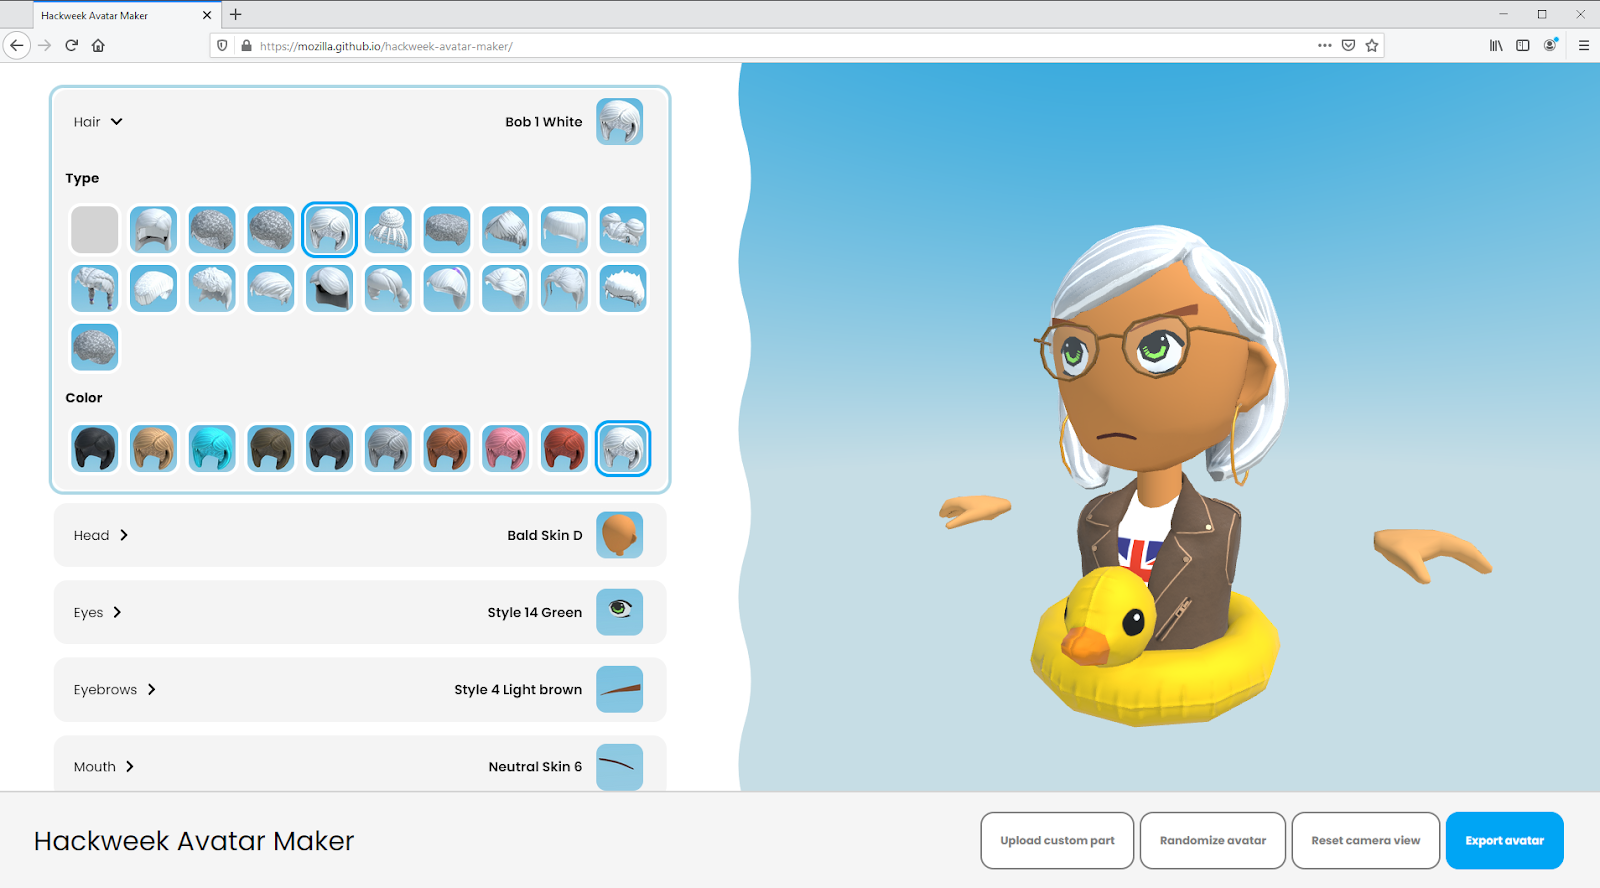 Hackweek Avatar Maker
https://mozilla.github.io/hackweek-avatar-maker/
Hair
Bob 1 White
Type
Color
Head
Bald Skin D
Eyes
Style 14 Green
Eyebrows
Style 4 Light brown
Mouth
Neutral Skin 6
Hackweek Avatar Maker
Upload custom part
Randomize avatar
Reset camera view
Export avatar